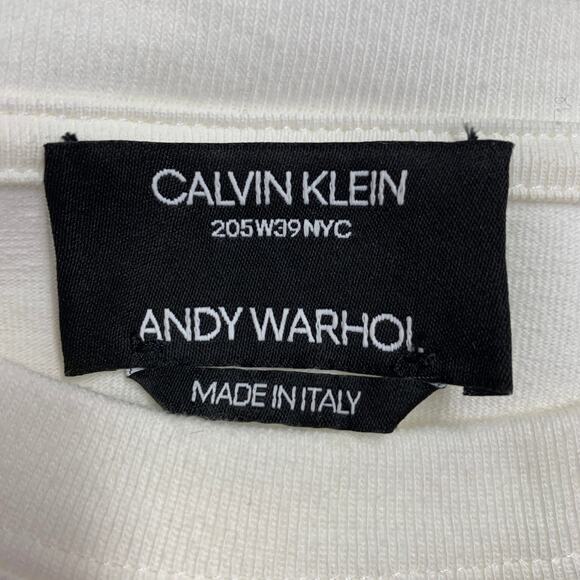 CALVIN KLEIN
205W39NYC
ANDY WARHOL
MADE IN ITALY